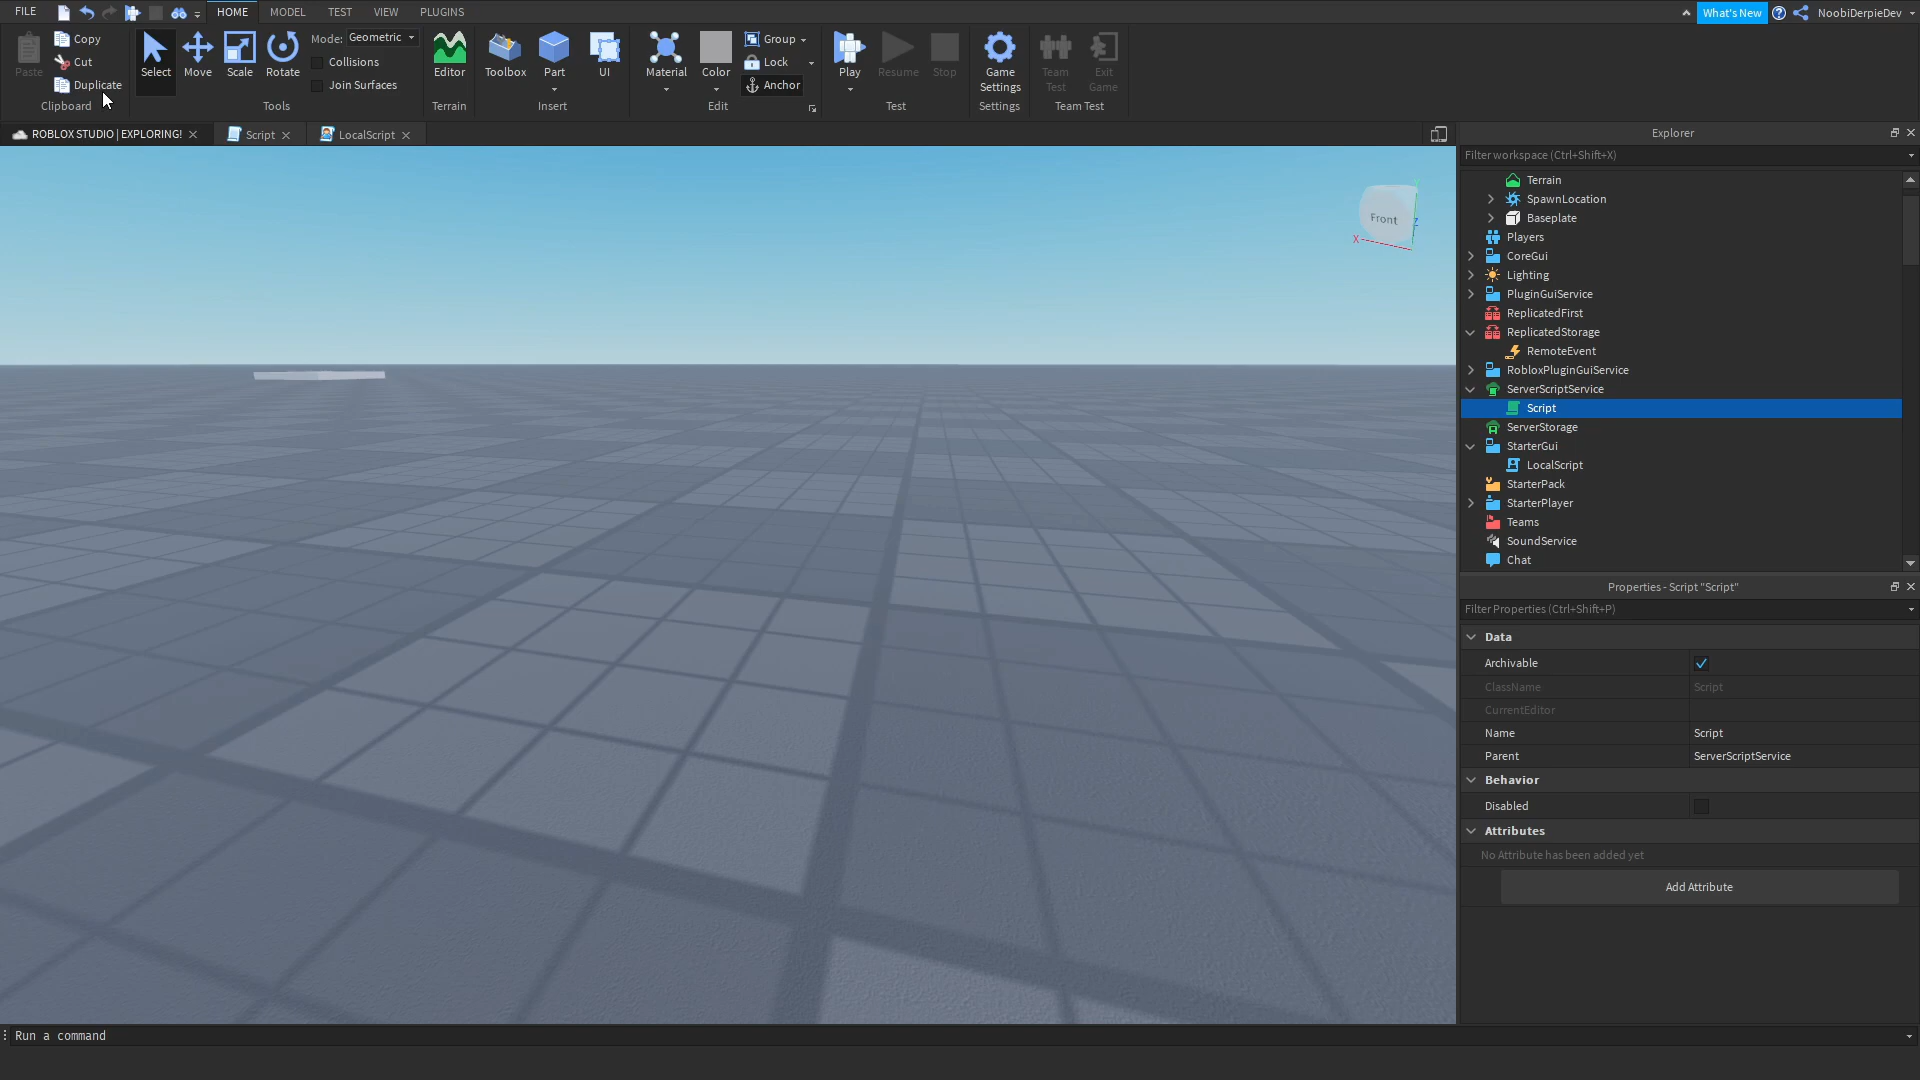 FILE
HOME
MODEL
TEST
VIEW
PLUGINS
What's New
NoobiDerpieDev
Paste
Copy
Cut
Duplicate
Clipboard
Select
Move
Scale
Rotate
Mode: Geometric
Collisions
Join Surfaces
Tools
Editor
Terrain
Toolbox
Part
UI
Insert
Material
Color
Group
Lock
Anchor
Edit
Play
Resume
Stop
Test
Game
Settings
Settings
Team
Test
Exit
Game
Team Test
ROBLOX STUDIO | EXPLORING!
Script
LocalScript
Front
X
Z
Explorer
Filter workspace (Ctrl+Shift+X)
Terrain
SpawnLocation
Baseplate
Players
CoreGui
Lighting
PluginGuiService
ReplicatedFirst
ReplicatedStorage
RemoteEvent
RobloxPluginGuiService
ServerScriptService
Script
ServerStorage
StarterGui
LocalScript
StarterPack
StarterPlayer
Teams
SoundService
Chat
Properties - Script "Script"
Filter Properties (Ctrl+Shift+P)
Data
Archivable
ClassName Script
CurrentEditor
Name Script
Parent ServerScriptService
Behavior
Disabled
Attributes
No Attribute has been added yet
Add Attribute
Run a command